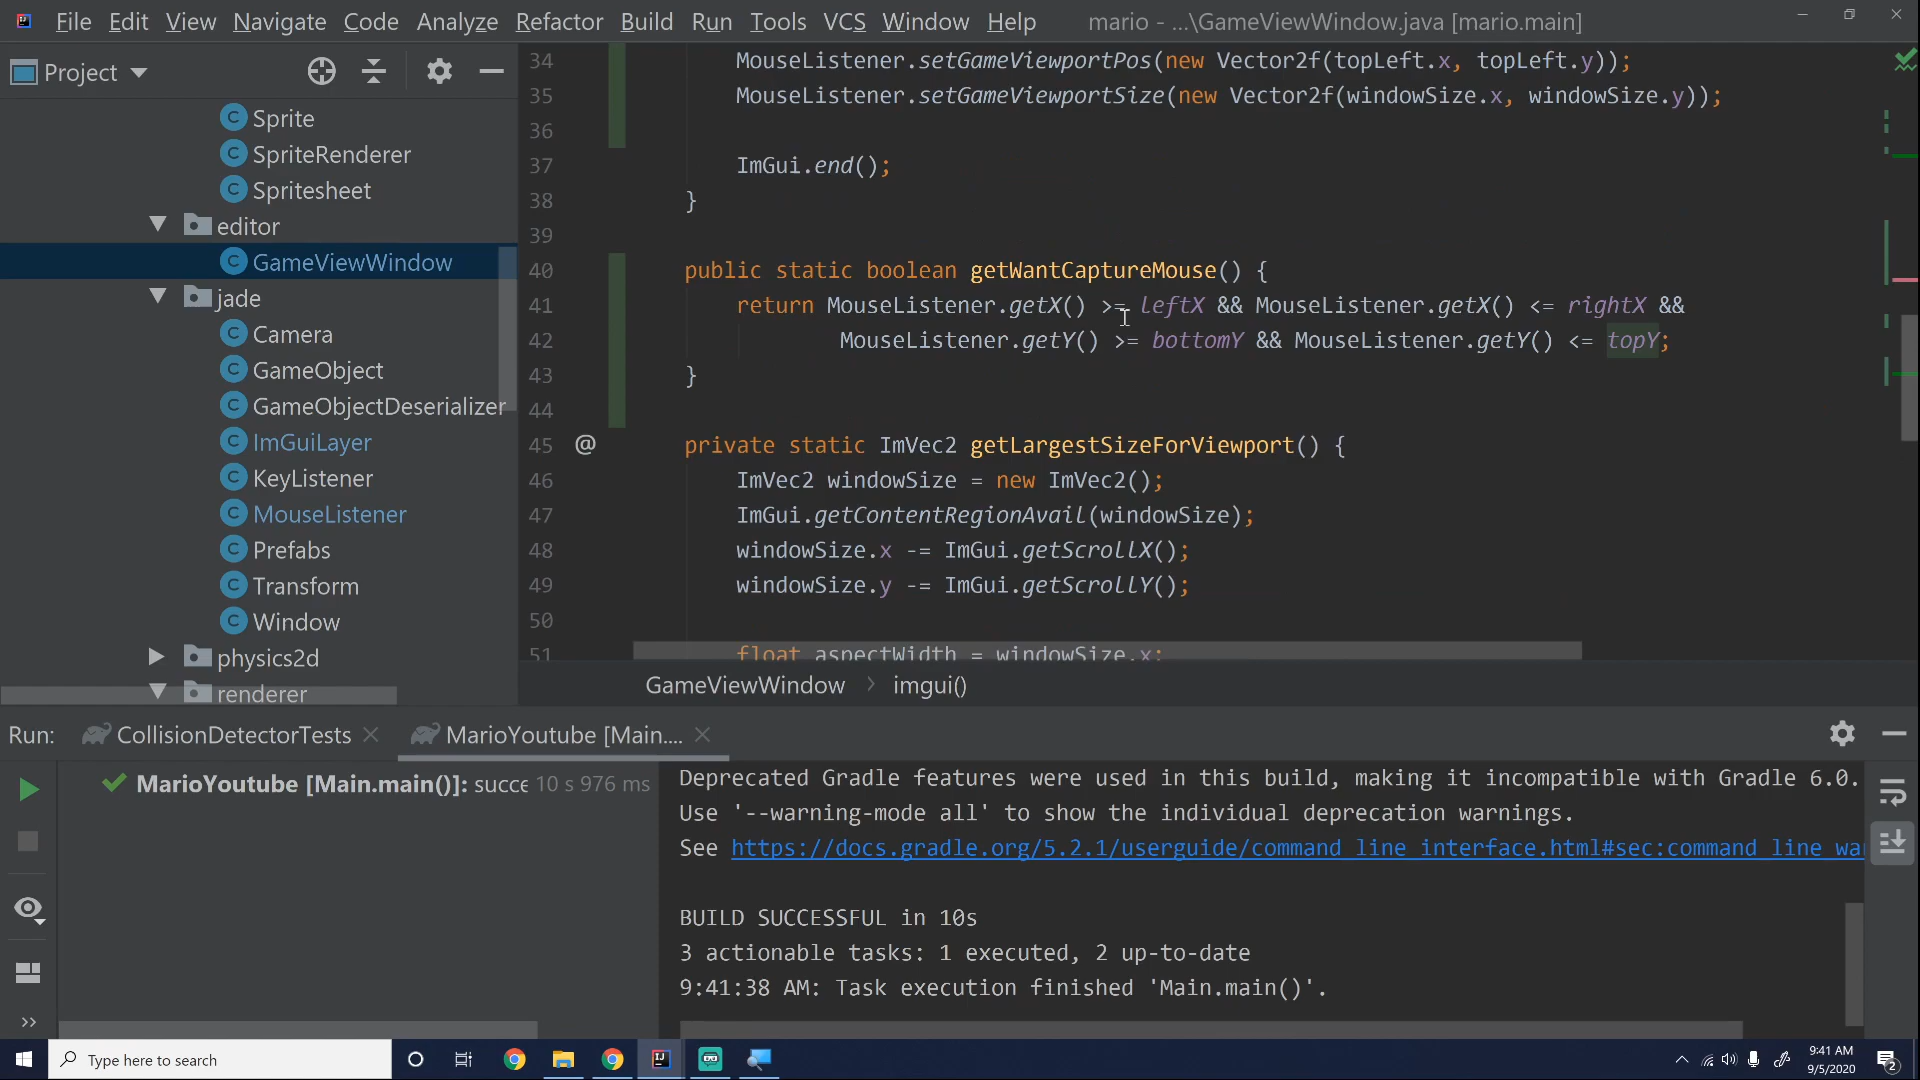 File Edit View Navigate Code Analyze Refactor Build Run Tools VCS Window Help mario - ...\GameViewWindow.java [mario.main]
Project
Sprite
SpriteRenderer
Spritesheet
editor
GameViewWindow
jade
Camera
GameObject
GameObjectDeserializer
ImGuiLayer
KeyListener
MouseListener
Prefabs
Transform
Window
physics2d
renderer
34 MouseListener.setGameViewportPos(new Vector2f(topLeft.x, topLeft.y));
35 MouseListener.setGameViewportSize(new Vector2f(windowSize.x, windowSize.y));
36
37 ImGui.end();
38 }
39
40 public static boolean getWantCaptureMouse() {
41 return MouseListener.getX() >= leftX && MouseListener.getX() <= rightX &&
42 MouseListener.getY() >= bottomY && MouseListener.getY() <= topY;
43 }
44
45 @ private static ImVec2 getLargestSizeForViewport() {
46 ImVec2 windowSize = new ImVec2();
47 ImGui.getContentRegionAvail(windowSize);
48 windowSize.x -= ImGui.getScrollX();
49 windowSize.y -= ImGui.getScrollY();
50
51 float aspectWidth = windowSize.x;
GameViewWindow > imgui()
Run: CollisionDetectorTests MarioYoutube [Main....
MarioYoutube [Main.main()]: succe 10 s 976 ms
Deprecated Gradle features were used in this build, making it incompatible with Gradle 6.0.
Use '--warning-mode all' to show the individual deprecation warnings.
See https://docs.gradle.org/5.2.1/userguide/command_line_interface.html#sec:command_line_wa
BUILD SUCCESSFUL in 10s
3 actionable tasks: 1 executed, 2 up-to-date
9:41:38 AM: Task execution finished 'Main.main()'.
Type here to search
9:41 AM
9/5/2020
2